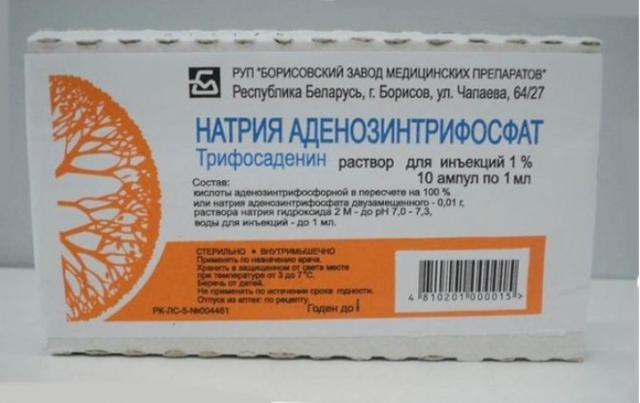 РУП "БОРИСОВСКИЙ ЗАВОД МЕДИЦИНСКИХ ПРЕПАРАТОВ"
Республика Беларусь, г. Борисов, ул. Чапаева, 64/27
НАТРИЯ АДЕНОЗИНТРИФОСФАТ
Трифосаденин раствор для инъекций 1 %
10 ампул по 1 мл
Состав:
кислоты аденозинтрифосфорной в пересчете на 100 %
или натрия аденозинтрифосфата двузамещенного - 0,01 г,
раствора натрия гидроксида 2 М - до pH 7,0 - 7,3,
воды для инъекций - до 1 мл.
СТЕРИЛЬНО • ВНУТРИМЫШЕЧНО
Применять по назначению врача.
Хранить в защищенном от света месте
при температуре от 3 до 7°С.
Беречь от детей.
Не применять по истечении срока годности.
Отпуск из аптек: по рецепту.
РК-ЛС-5-№004461
Годен до
4 810201 000015 >